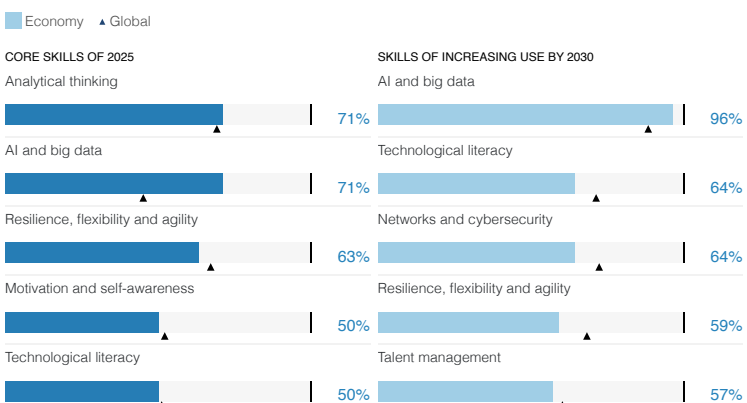 Economy Global
CORE SKILLS OF 2025
Analytical thinking
71%
AI and big data
71%
Resilience, flexibility and agility
63%
Motivation and self-awareness
50%
Technological literacy
50%
SKILLS OF INCREASING USE BY 2030
AI and big data
96%
Technological literacy
64%
Networks and cybersecurity
64%
Resilience, flexibility and agility
59%
Talent management
57%